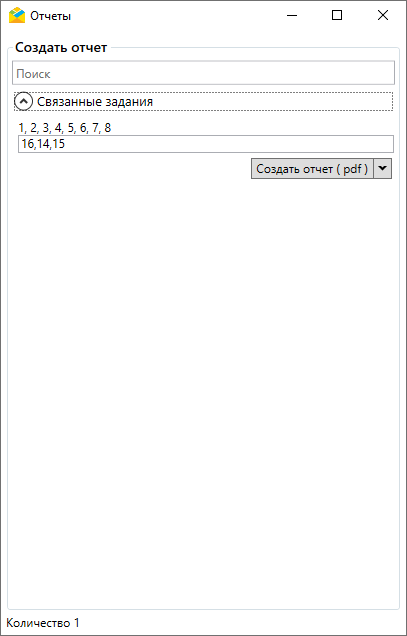 Отчеты
Создать отчет
Поиск
Связанные задания
1, 2, 3, 4, 5, 6, 7, 8
16,14,15
Создать отчет ( pdf )
Количество 1